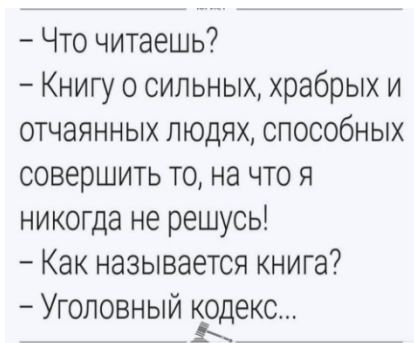 – Что читаешь?
– Книгу о сильных, храбрых и
отчаянных людях, способных
совершить то, на что я
никогда не решусь!
– Как называется книга?
– Уголовный кодекс...